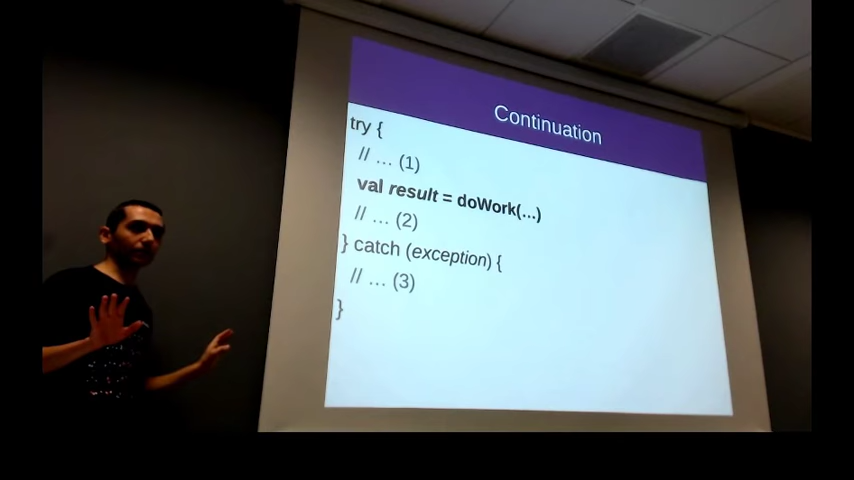 Continuation
try {
// ... (1)
val result = doWork(...)
// ... (2)
} catch (exception) {
// ... (3)
}